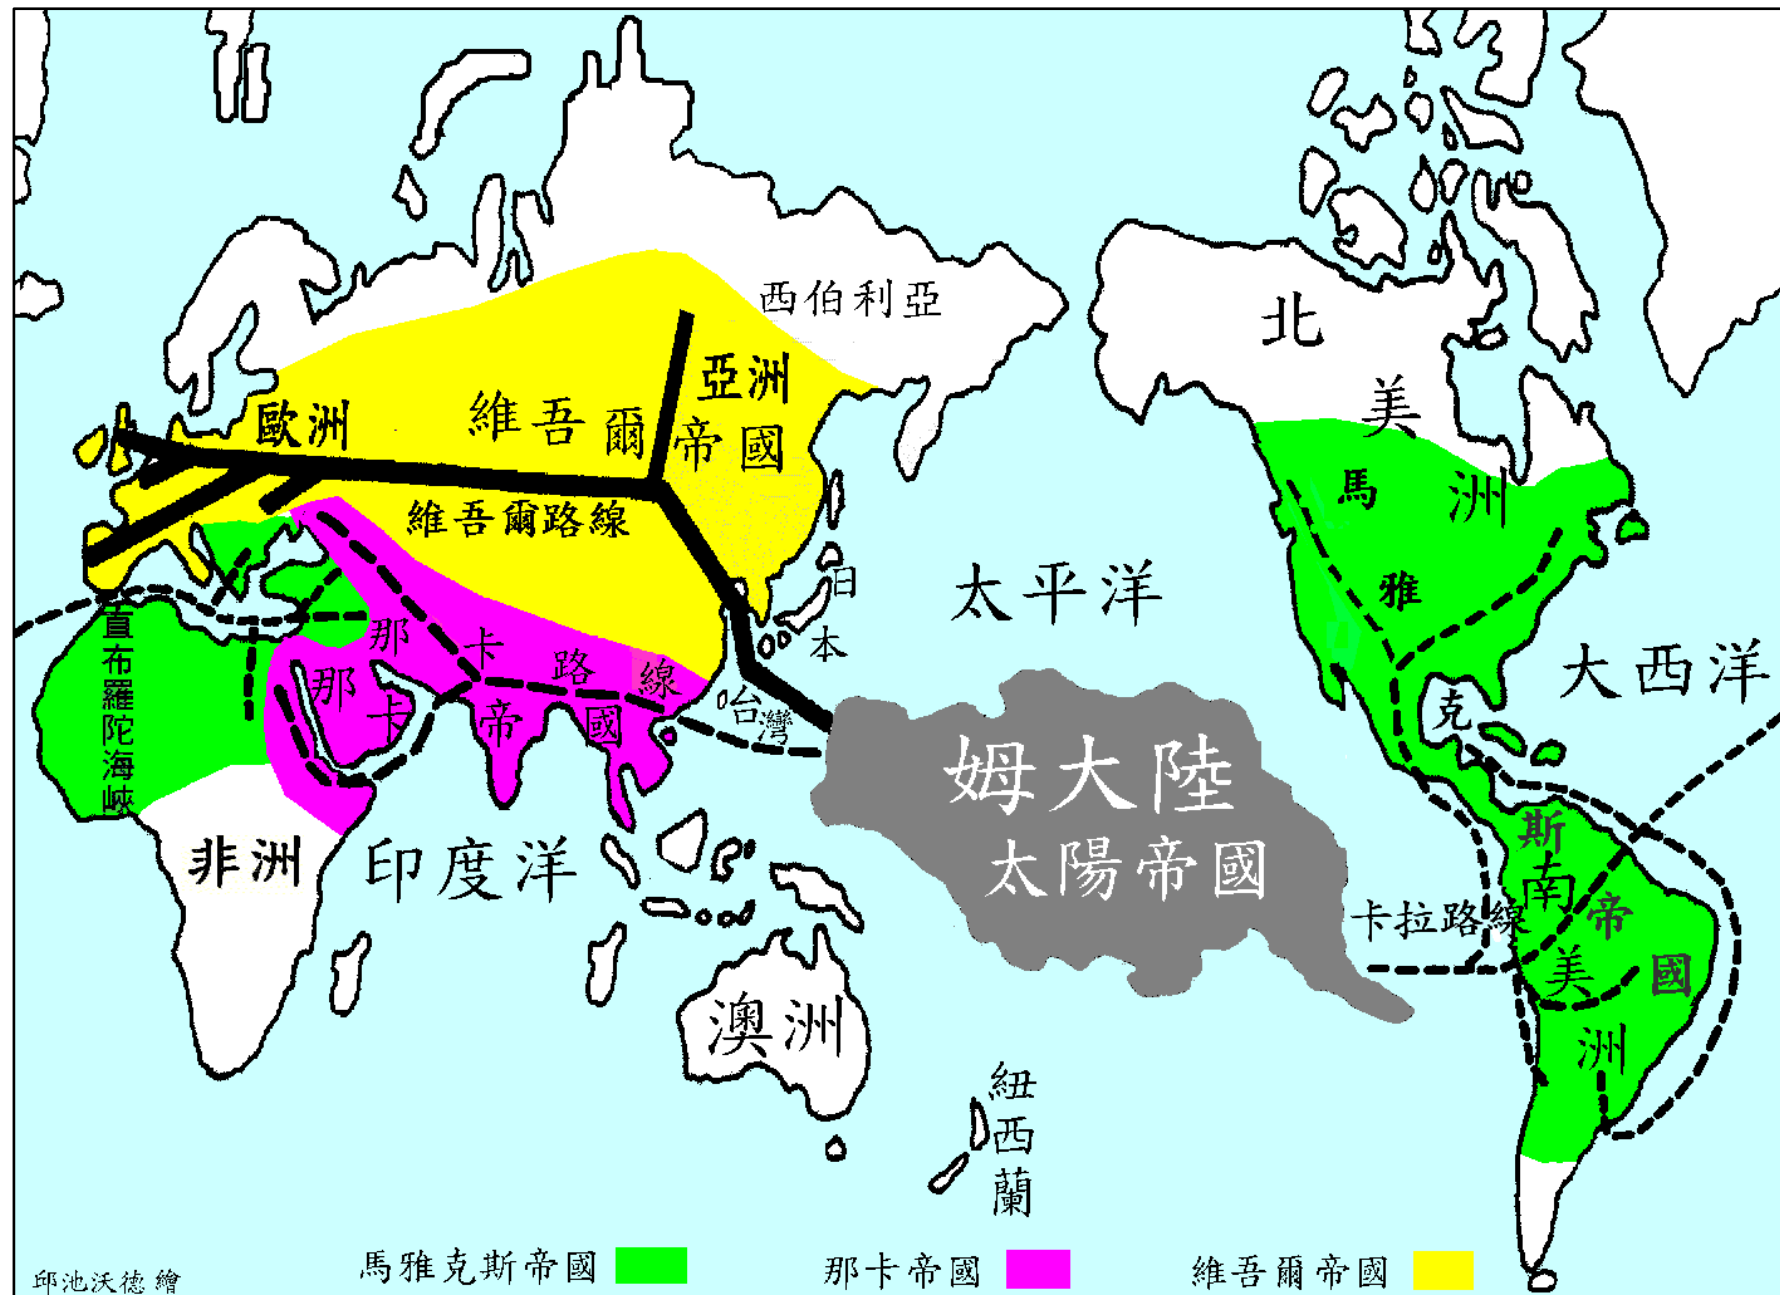 西伯利亞
北美洲
亞洲
歐洲
維吾爾帝國
維吾爾路線
馬雅克斯帝國
日本
太平洋
大西洋
直布羅陀海峽
那卡路線
那卡帝國
台灣
姆大陸
太陽帝國
非洲
印度洋
卡拉路線
南美洲
澳洲
紐西蘭
馬雅克斯帝國
那卡帝國
維吾爾帝國
邱池沃德繪